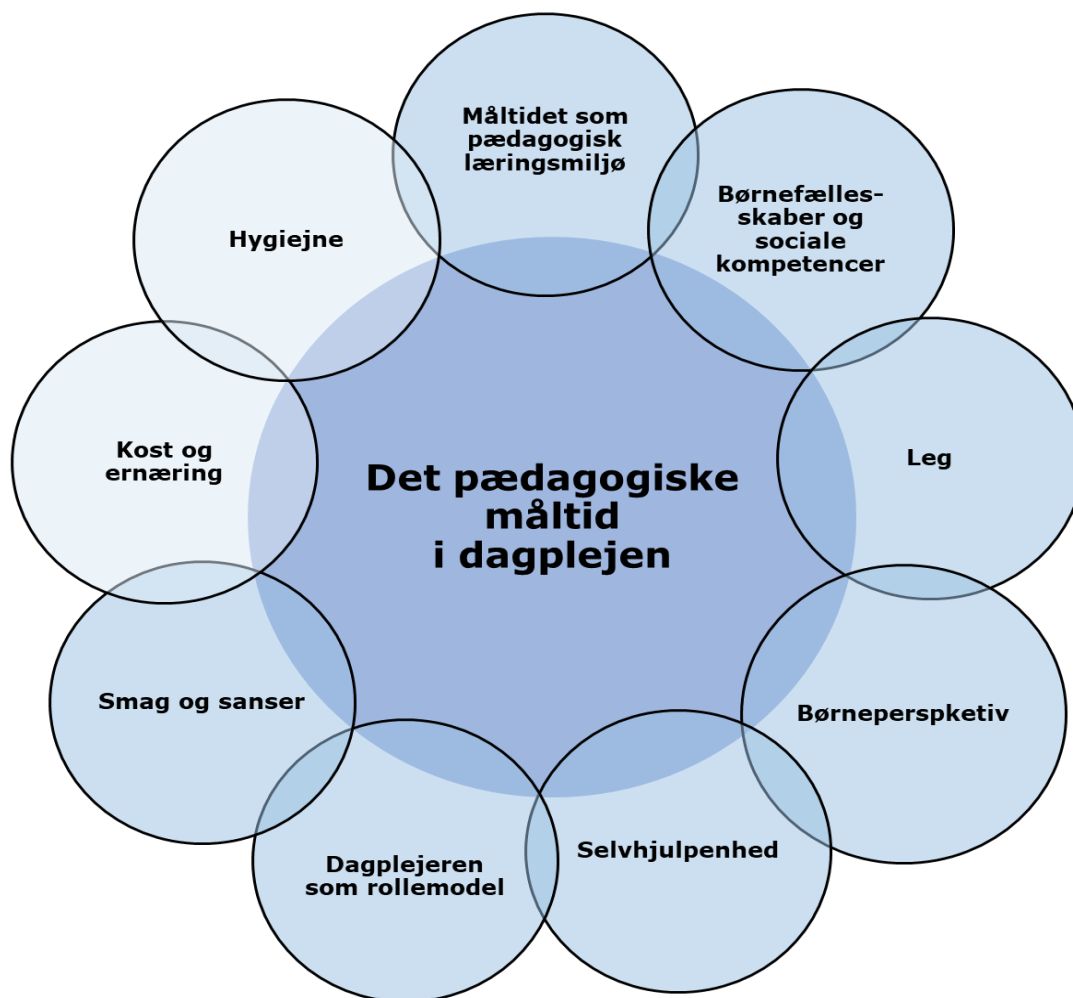 Måltidet som
pædagogisk
læringsmiljø
Børnefælles-
skaber og
sociale
kompetencer
Hygiejne
Leg
Kost og
ernæring
Det pædagogiske
måltid
i dagplejen
Smag og sanser
Børneperspketiv
Selvhjulpenhed
Dagplejeren
som rollemodel